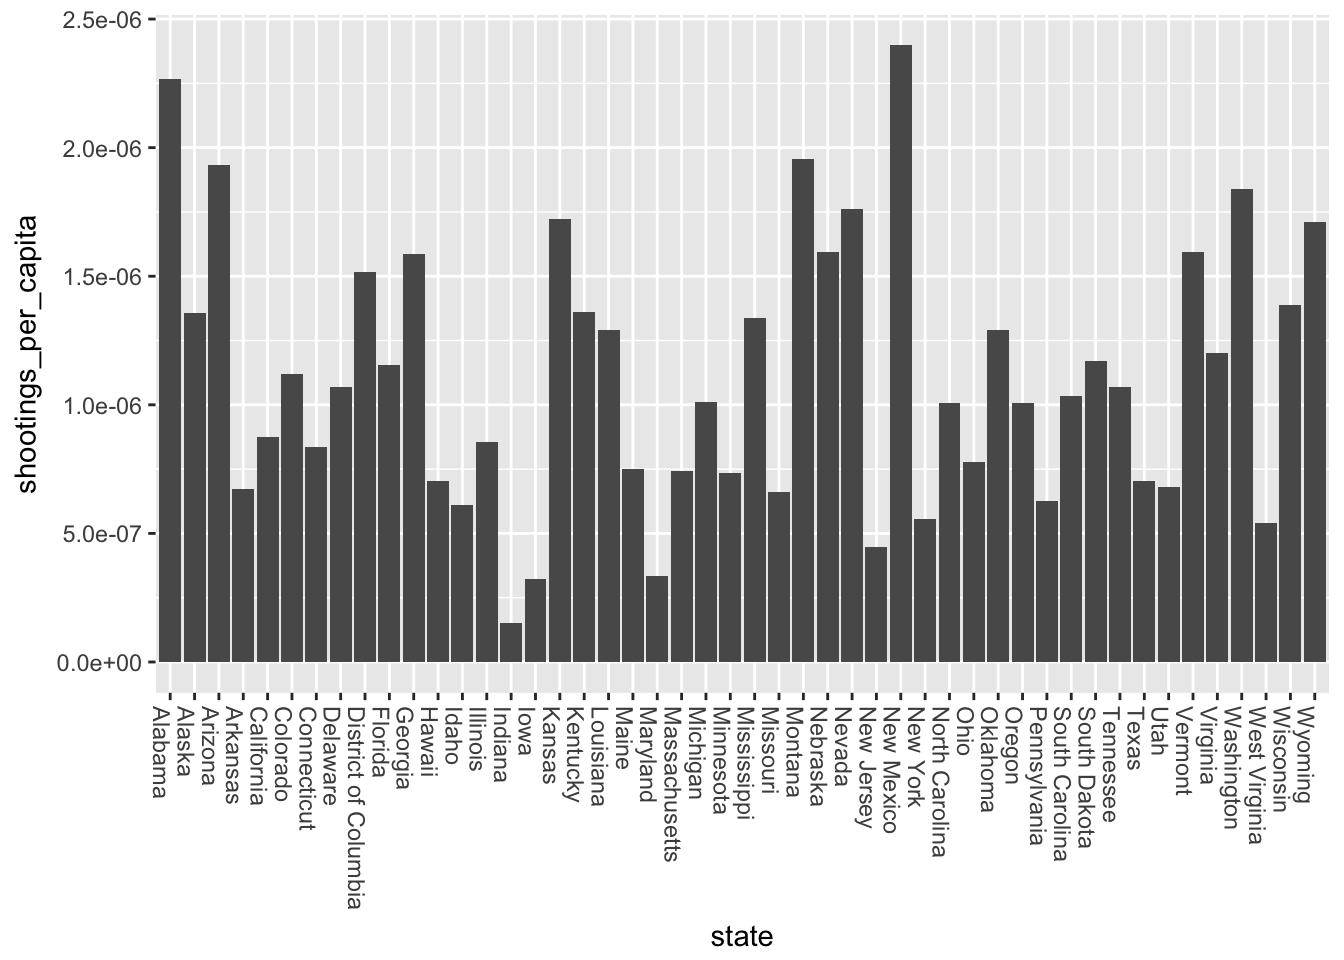 2.5e-06
2.0e-06
1.5e-06
1.0e-06
5.0e-07
0.0e+00
shootings_per_capita
Alabama
Alaska
Arizona
Arkansas
California
Colorado
Connecticut
Delaware
District of Columbia
Florida
Georgia
Hawaii
Idaho
Illinois
Indiana
Iowa
Kansas
Kentucky
Louisiana
Maine
Maryland
Massachusetts
Michigan
Minnesota
Mississippi
Missouri
Montana
Nebraska
Nevada
New Jersey
New Mexico
New York
North Carolina
Ohio
Oklahoma
Oregon
Pennsylvania
South Carolina
South Dakota
Tennessee
Texas
Utah
Vermont
Virginia
Washington
West Virginia
Wisconsin
Wyoming
state